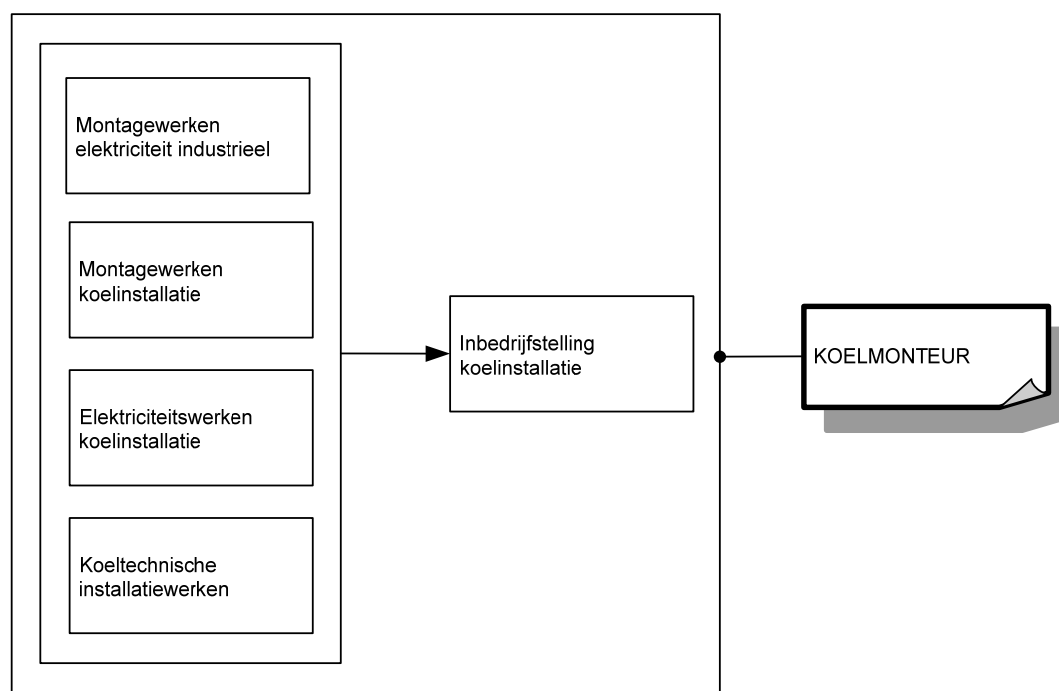 Montagewerken
elektriciteit industrieel
Montagewerken
koelinstallatie
Elektriciteitswerken
koelinstallatie
Koeltechnische
installatiewerken
Inbedrijfstelling
koelinstallatie
KOELMONTEUR